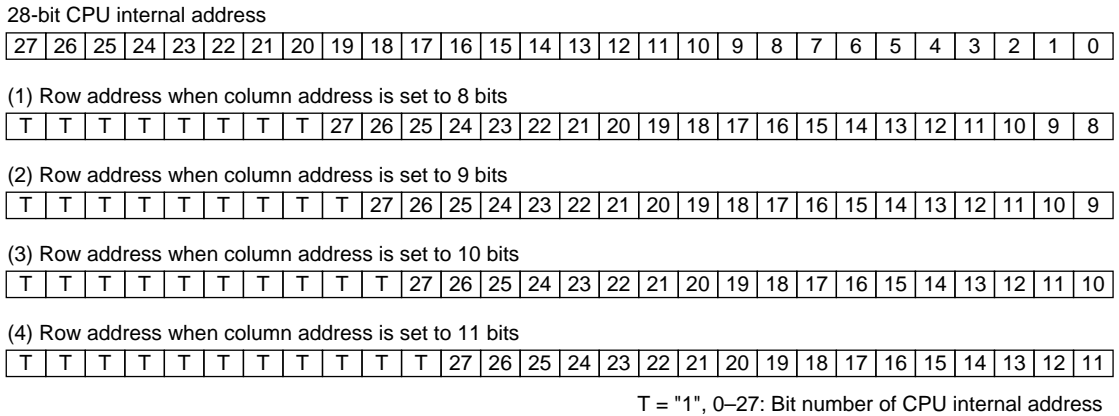 28-bit CPU internal address
27 26 25 24 23 22 21 20 19 18 17 16 15 14 13 12 11 10 9 8 7 6 5 4 3 2 1 0
(1) Row address when column address is set to 8 bits
T T T T T T T T 27 26 25 24 23 22 21 20 19 18 17 16 15 14 13 12 11 10 9 8
(2) Row address when column address is set to 9 bits
T T T T T T T T T 27 26 25 24 23 22 21 20 19 18 17 16 15 14 13 12 11 10 9
(3) Row address when column address is set to 10 bits
T T T T T T T T T T 27 26 25 24 23 22 21 20 19 18 17 16 15 14 13 12 11 10
(4) Row address when column address is set to 11 bits
T T T T T T T T T T T 27 26 25 24 23 22 21 20 19 18 17 16 15 14 13 12 11
T = "1", 0–27: Bit number of CPU internal address